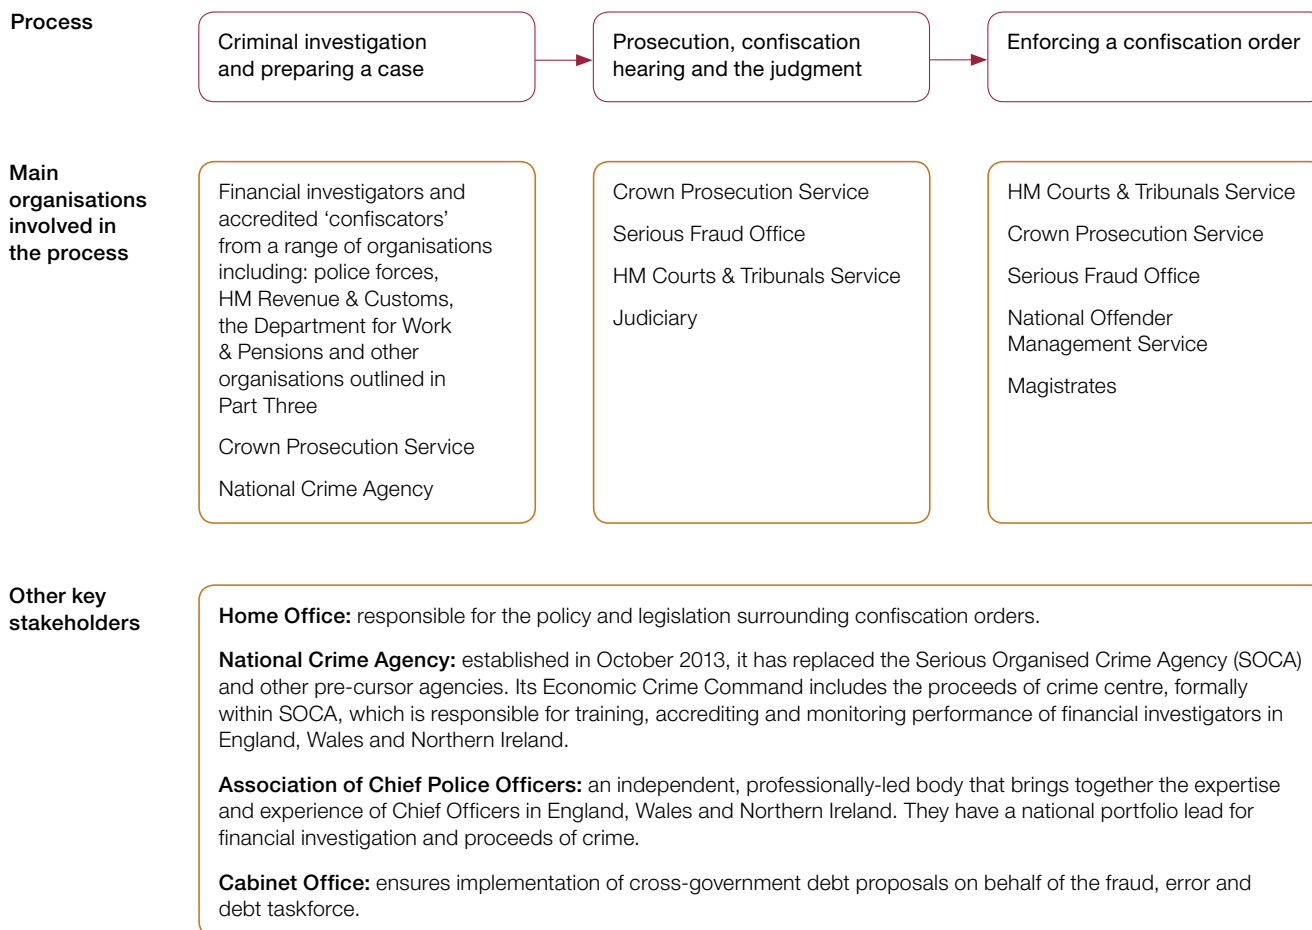 Process
Criminal investigation
and preparing a case
Prosecution, confiscation
hearing and the judgment
Enforcing a confiscation order
Main
organisations
involved in
the process
Financial investigators and
accredited ‘confiscators’
from a range of organisations
including: police forces,
HM Revenue & Customs,
the Department for Work
& Pensions and other
organisations outlined in
Part Three
Crown Prosecution Service
National Crime Agency
Crown Prosecution Service
Serious Fraud Office
HM Courts & Tribunals Service
Judiciary
HM Courts & Tribunals Service
Crown Prosecution Service
Serious Fraud Office
National Offender
Management Service
Magistrates
Other key
stakeholders
Home Office: responsible for the policy and legislation surrounding confiscation orders.
National Crime Agency: established in October 2013, it has replaced the Serious Organised Crime Agency (SOCA)
and other pre-cursor agencies. Its Economic Crime Command includes the proceeds of crime centre, formally
within SOCA, which is responsible for training, accrediting and monitoring performance of financial investigators in
England, Wales and Northern Ireland.
Association of Chief Police Officers: an independent, professionally-led body that brings together the expertise
and experience of Chief Officers in England, Wales and Northern Ireland. They have a national portfolio lead for
financial investigation and proceeds of crime.
Cabinet Office: ensures implementation of cross-government debt proposals on behalf of the fraud, error and
debt taskforce.